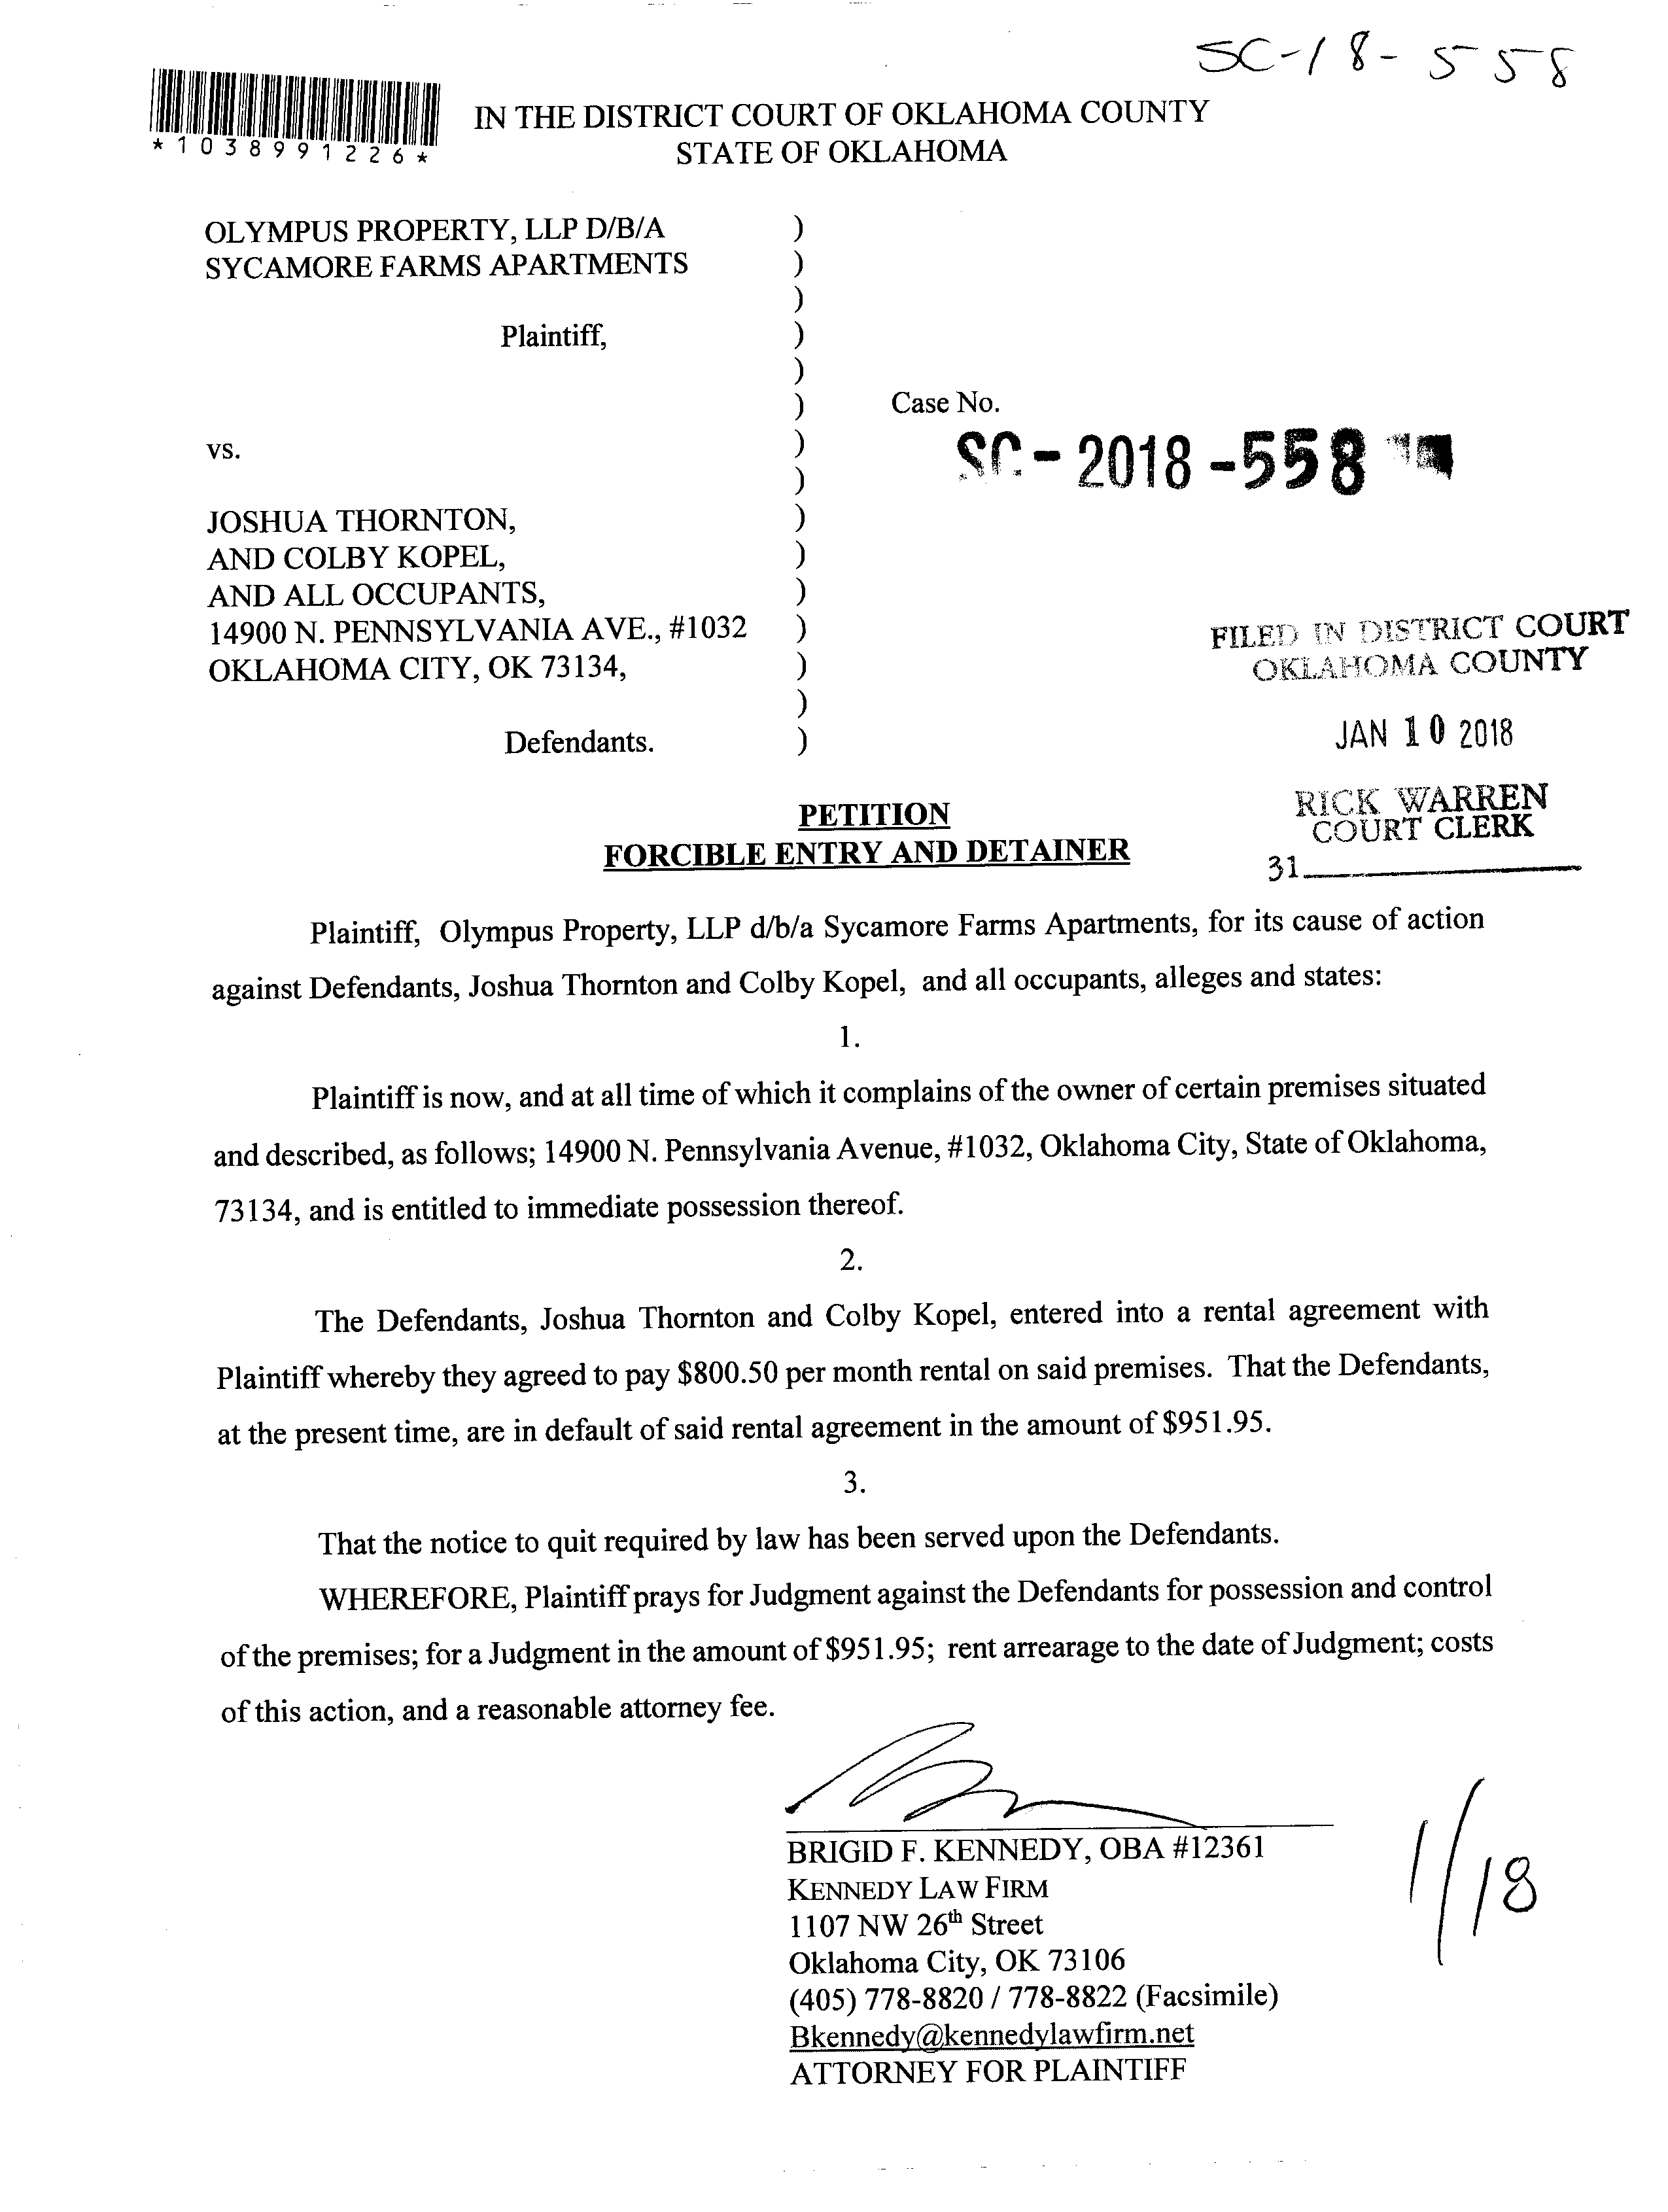 SC-18-558
*1038991226*
IN THE DISTRICT COURT OF OKLAHOMA COUNTY
STATE OF OKLAHOMA
OLYMPUS PROPERTY, LLP D/B/A )
SYCAMORE FARMS APARTMENTS )
)
Plaintiff, )
)
) Case No.
vs. ) SC-2018-558
)
JOSHUA THORNTON, )
AND COLBY KOPEL, )
AND ALL OCCUPANTS, )
14900 N. PENNSYLVANIA AVE., #1032 )
OKLAHOMA CITY, OK 73134, )
)
Defendants. )
FILED IN DISTRICT COURT
OKLAHOMA COUNTY
JAN 10 2018
RICK WARREN
COURT CLERK
31
PETITION
FORCIBLE ENTRY AND DETAINER
Plaintiff, Olympus Property, LLP d/b/a Sycamore Farms Apartments, for its cause of action
against Defendants, Joshua Thornton and Colby Kopel, and all occupants, alleges and states:
1.
Plaintiff is now, and at all time of which it complains of the owner of certain premises situated
and described, as follows; 14900 N. Pennsylvania Avenue, #1032, Oklahoma City, State of Oklahoma,
73134, and is entitled to immediate possession thereof.
2.
The Defendants, Joshua Thornton and Colby Kopel, entered into a rental agreement with
Plaintiff whereby they agreed to pay $800.50 per month rental on said premises. That the Defendants,
at the present time, are in default of said rental agreement in the amount of $951.95.
3.
That the notice to quit required by law has been served upon the Defendants.
WHEREFORE, Plaintiff prays for Judgment against the Defendants for possession and control
of the premises; for a Judgment in the amount of $951.95; rent arrearage to the date of Judgment; costs
of this action, and a reasonable attorney fee.
BRIGID F. KENNEDY, OBA #12361
KENNEDY LAW FIRM
1107 NW 26th Street
Oklahoma City, OK 73106
(405) 778-8820 / 778-8822 (Facsimile)
Bkennedy@kennedylawfirm.net
ATTORNEY FOR PLAINTIFF
1/18